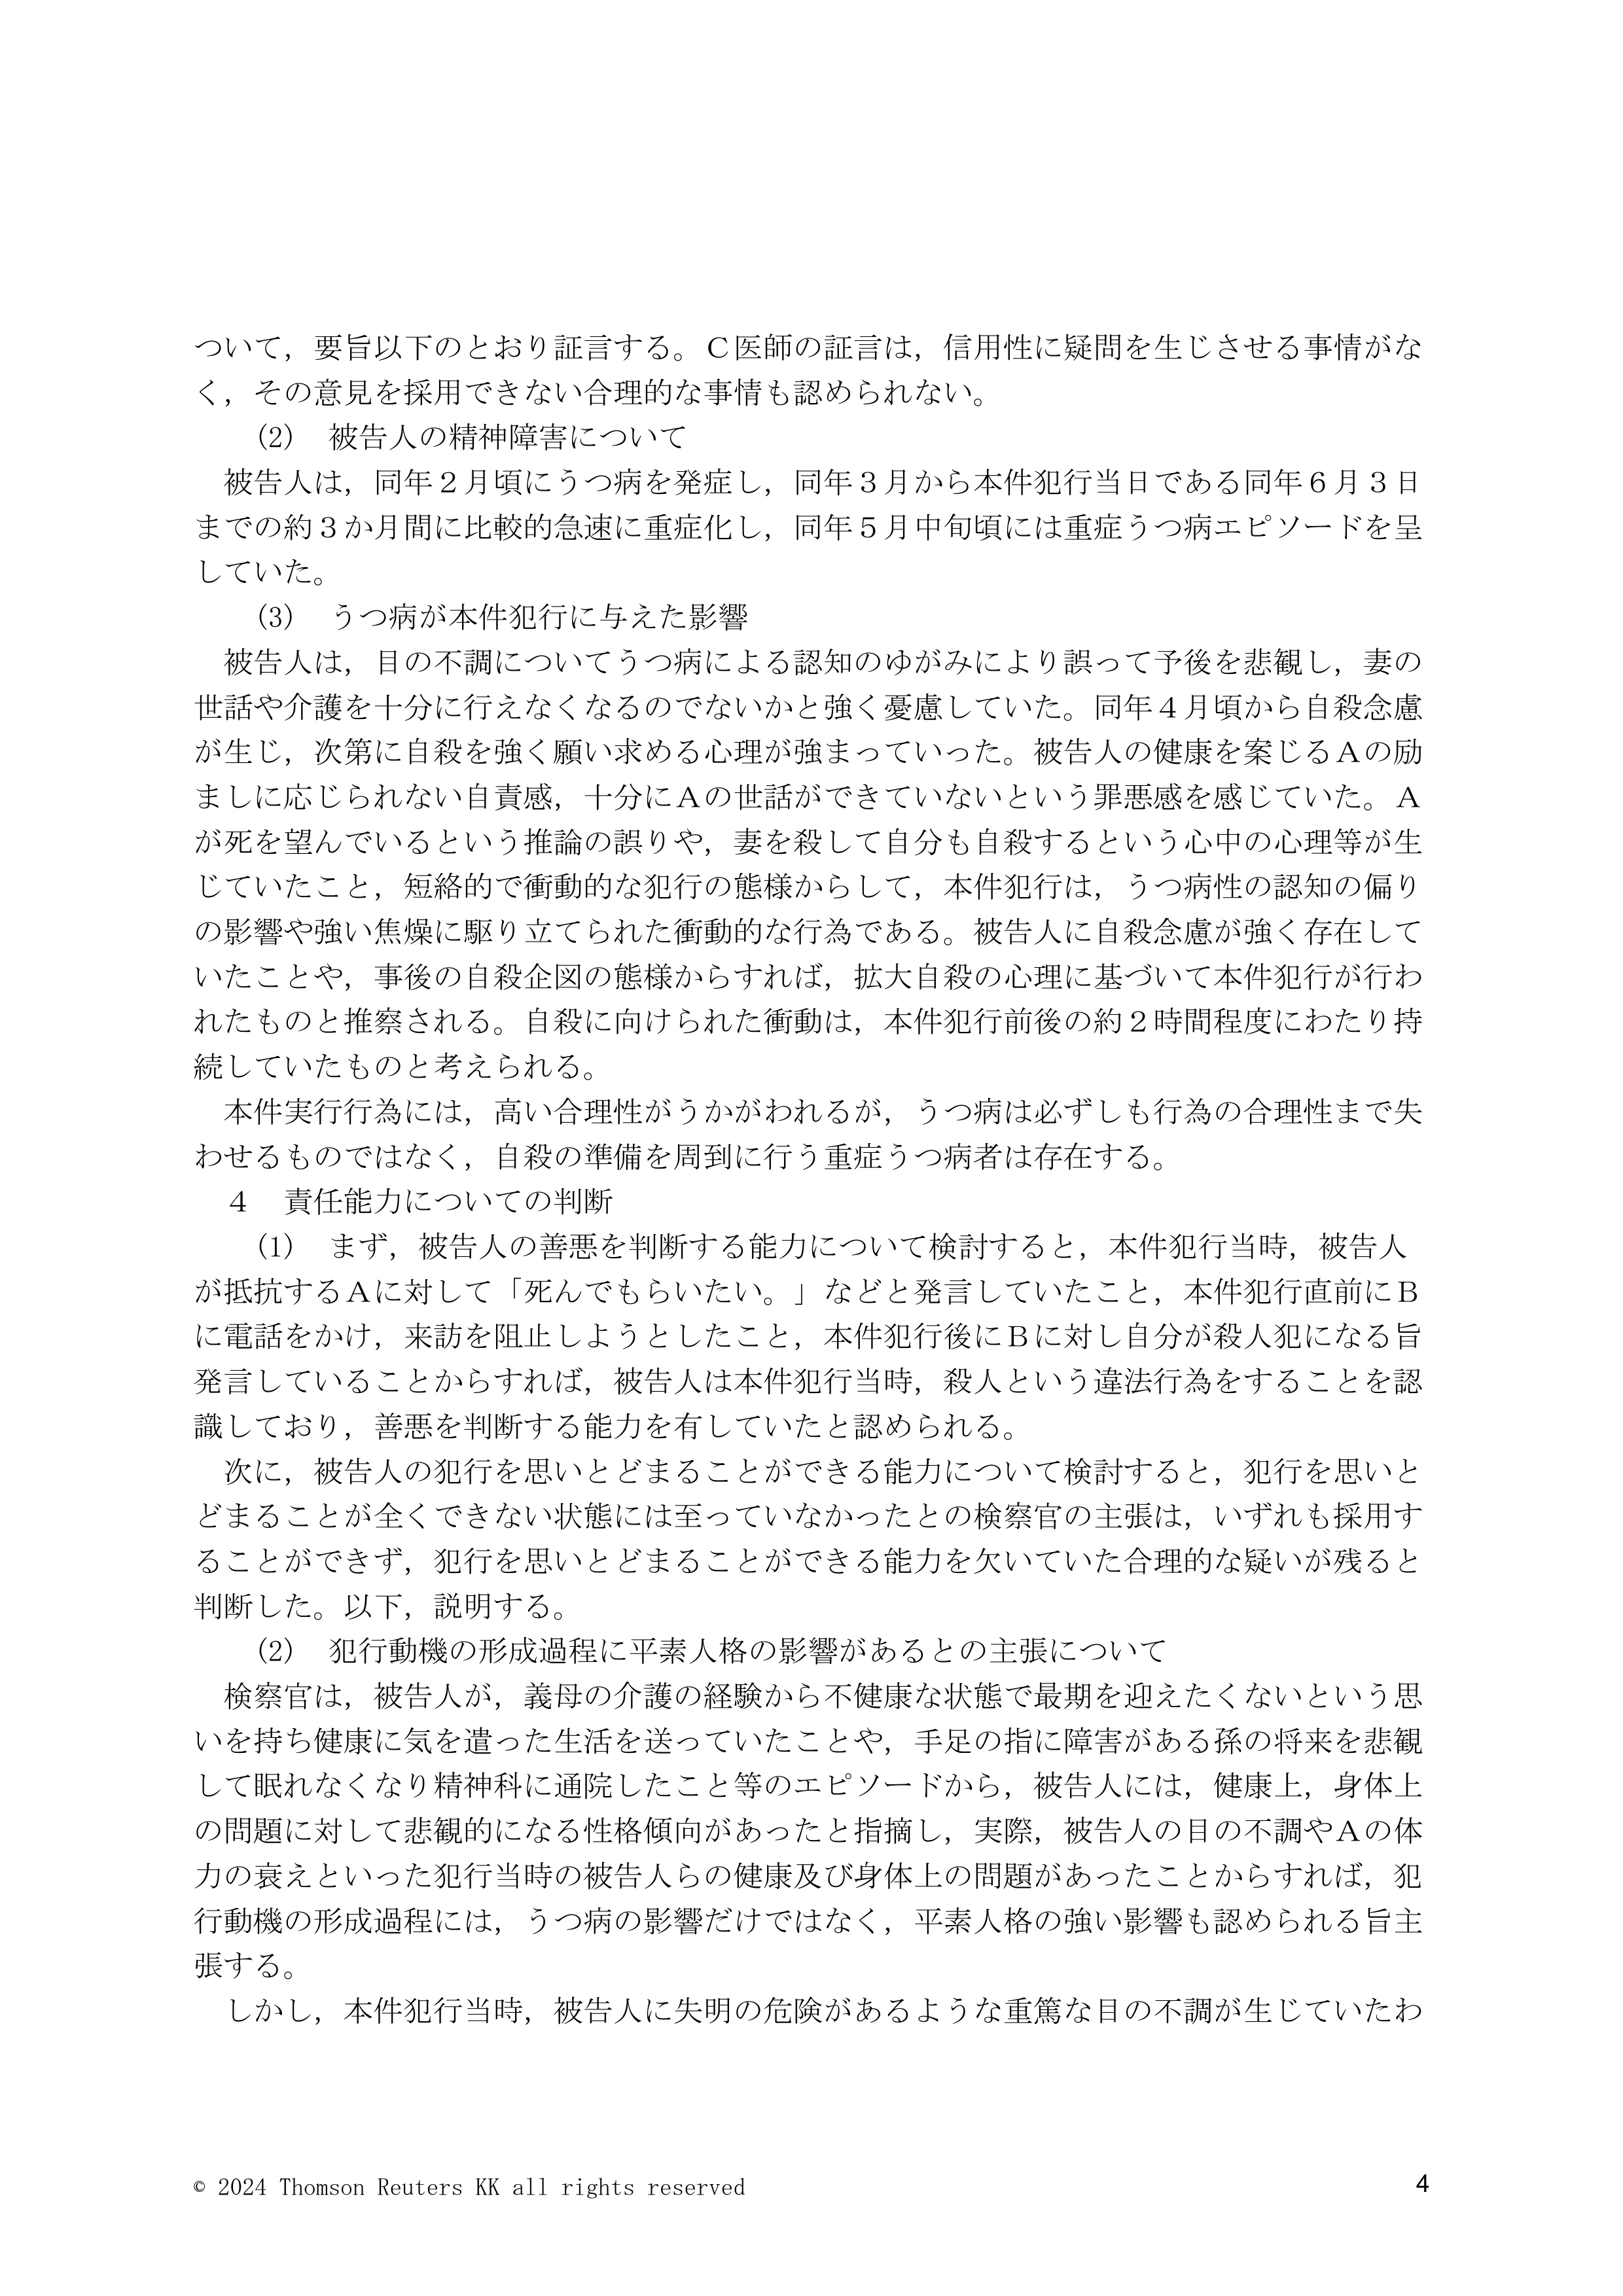 ついて，要旨以下のとおり証言する。Ｃ医師の証言は，信用性に疑問を生じさせる事情がな
く，その意見を採用できない合理的な事情も認められない。
（2）　被告人の精神障害について
被告人は，同年２月頃にうつ病を発症し，同年３月から本件犯行当日である同年６月３日
までの約３か月間に比較的急速に重症化し，同年５月中旬頃には重症うつ病エピソードを呈
していた。
（3）　うつ病が本件犯行に与えた影響
被告人は，目の不調についてうつ病による認知のゆがみにより誤って予後を悲観し，妻の
世話や介護を十分に行えなくなるのでないかと強く憂慮していた。同年４月頃から自殺念慮
が生じ，次第に自殺を強く願い求める心理が強まっていった。被告人の健康を案じるＡの励
ましに応じられない自責感，十分にＡの世話ができていないという罪悪感を感じていた。Ａ
が死を望んでいるという推論の誤りや，妻を殺して自分も自殺するという心中の心理等が生
じていたこと，短絡的で衝動的な犯行の態様からして，本件犯行は，うつ病性の認知の偏り
の影響や強い焦燥に駆り立てられた衝動的な行為である。被告人に自殺念慮が強く存在して
いたことや，事後の自殺企図の態様からすれば，拡大自殺の心理に基づいて本件犯行が行わ
れたものと推察される。自殺に向けられた衝動は，本件犯行前後の約２時間程度にわたり持
続していたものと考えられる。
本件実行行為には，高い合理性がうかがわれるが，うつ病は必ずしも行為の合理性まで失
わせるものではなく，自殺の準備を周到に行う重症うつ病者は存在する。
４　責任能力についての判断
（1）　まず，被告人の善悪を判断する能力について検討すると，本件犯行当時，被告人
が抵抗するＡに対して「死んでもらいたい。」などと発言していたこと，本件犯行直前にＢ
に電話をかけ，来訪を阻止しようとしたこと，本件犯行後にＢに対し自分が殺人犯になる旨
発言していることからすれば，被告人は本件犯行当時，殺人という違法行為をすることを認
識しており，善悪を判断する能力を有していたと認められる。
次に，被告人の犯行を思いとどまることができる能力について検討すると，犯行を思いと
どまることが全くできない状態には至っていなかったとの検察官の主張は，いずれも採用す
ることができず，犯行を思いとどまることができる能力を欠いていた合理的な疑いが残ると
判断した。以下，説明する。
（2）　犯行動機の形成過程に平素人格の影響があるとの主張について
検察官は，被告人が，義母の介護の経験から不健康な状態で最期を迎えたくないという思
いを持ち健康に気を遣った生活を送っていたことや，手足の指に障害がある孫の将来を悲観
して眠れなくなり精神科に通院したこと等のエピソードから，被告人には，健康上，身体上
の問題に対して悲観的になる性格傾向があったと指摘し，実際，被告人の目の不調やＡの体
力の衰えといった犯行当時の被告人らの健康及び身体上の問題があったことからすれば，犯
行動機の形成過程には，うつ病の影響だけではなく，平素人格の強い影響も認められる旨主
張する。
しかし，本件犯行当時，被告人に失明の危険があるような重篤な目の不調が生じていたわ
© 2024 Thomson Reuters KK all rights reserved
4